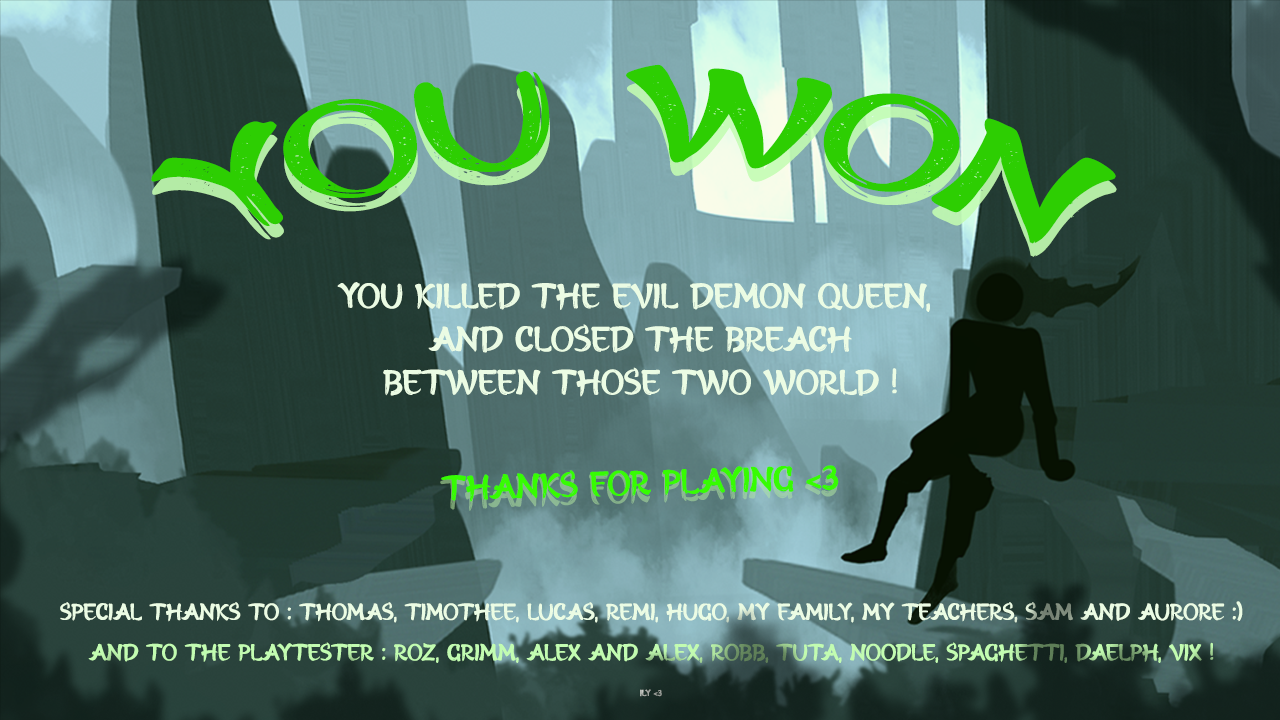 YOU WON
YOU KILLED THE EVIL DEMON QUEEN,
AND CLOSED THE BREACH
BETWEEN THOSE TWO WORLD !
THANKS FOR PLAYING <3
SPECIAL THANKS TO : THOMAS, TIMOTHEE, LUCAS, REMI, HUGO, MY FAMILY, MY TEACHERS, SAM AND AURORE :)
AND TO THE PLAYTESTER : ROZ, GRIMM, ALEX AND ALEX, ROBB, TUTA, NOODLE, SPAGHETTI, DAELPH, VIX !
ILY <3